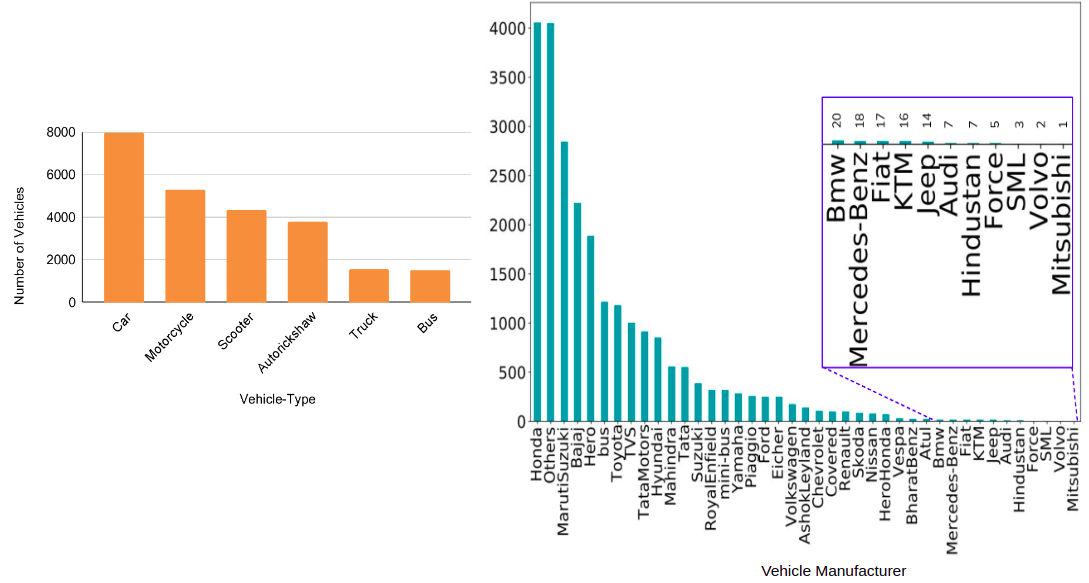 Number of Vehicles
8000
6000
4000
2000
0
Car
Motorcycle
Scooter
Autorickshaw
Truck
Bus
Vehicle-Type
4000
3500
3000
2500
2000
1500
1000
500
0
Honda
Others
MarutiSuzuki
Bajaj
Hero
bus
Toyota
TVS
TataMotors
Hyundai
Mahindra
Tata
Suzuki
RoyalEnfield
mini-bus
Yamaha
Piaggio
Ford
Eicher
Volkswagen
AshokLeyland
Chevrolet
Covered
Renault
Skoda
Nissan
HeroHonda
Vespa
BharatBenz
Atul
Bmw
Mercedes-Benz
Fiat
KTM
Jeep
Audi
Hindustan
Force
SML
Volvo
Mitsubishi
20
18
17
16
14
7
7
5
3
2
1
Bmw
Mercedes-Benz
Fiat
KTM
Jeep
Audi
Hindustan
Force
SML
Volvo
Mitsubishi
Vehicle Manufacturer